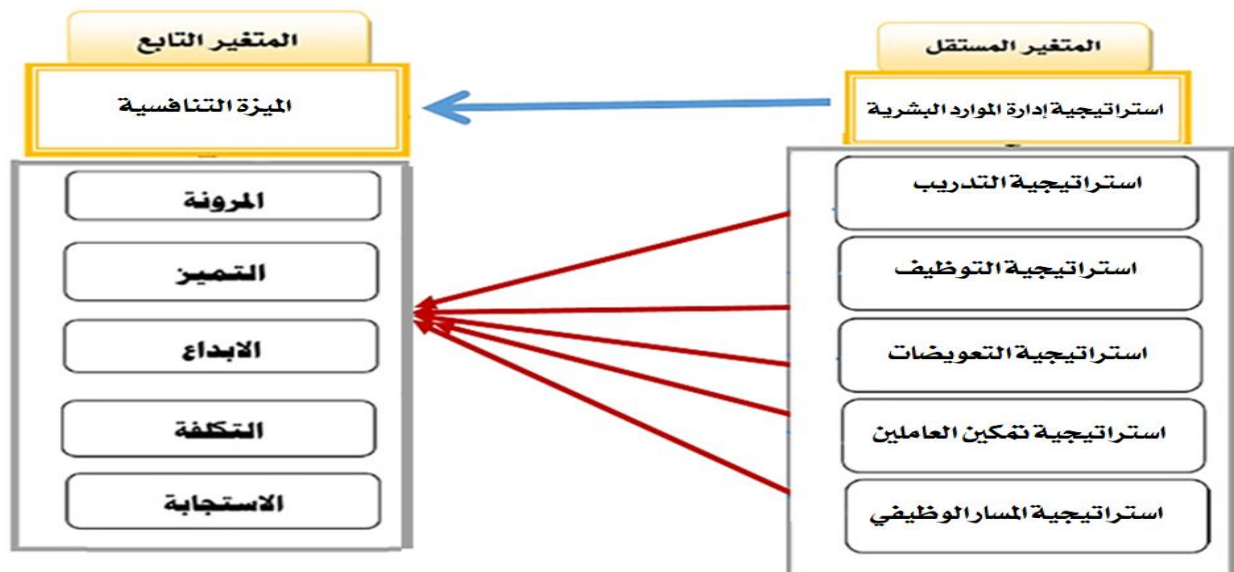 المتغير المستقل
استراتيجية إدارة الموارد البشرية
استراتيجية التدريب
استراتيجية التوظيف
استراتيجية التعويضات
استراتيجية تمكين العاملين
استراتيجية المسار الوظيفي
المتغير التابع
الميزة التنافسية
المرونة
التميز
الابداع
التكلفة
الاستجابة